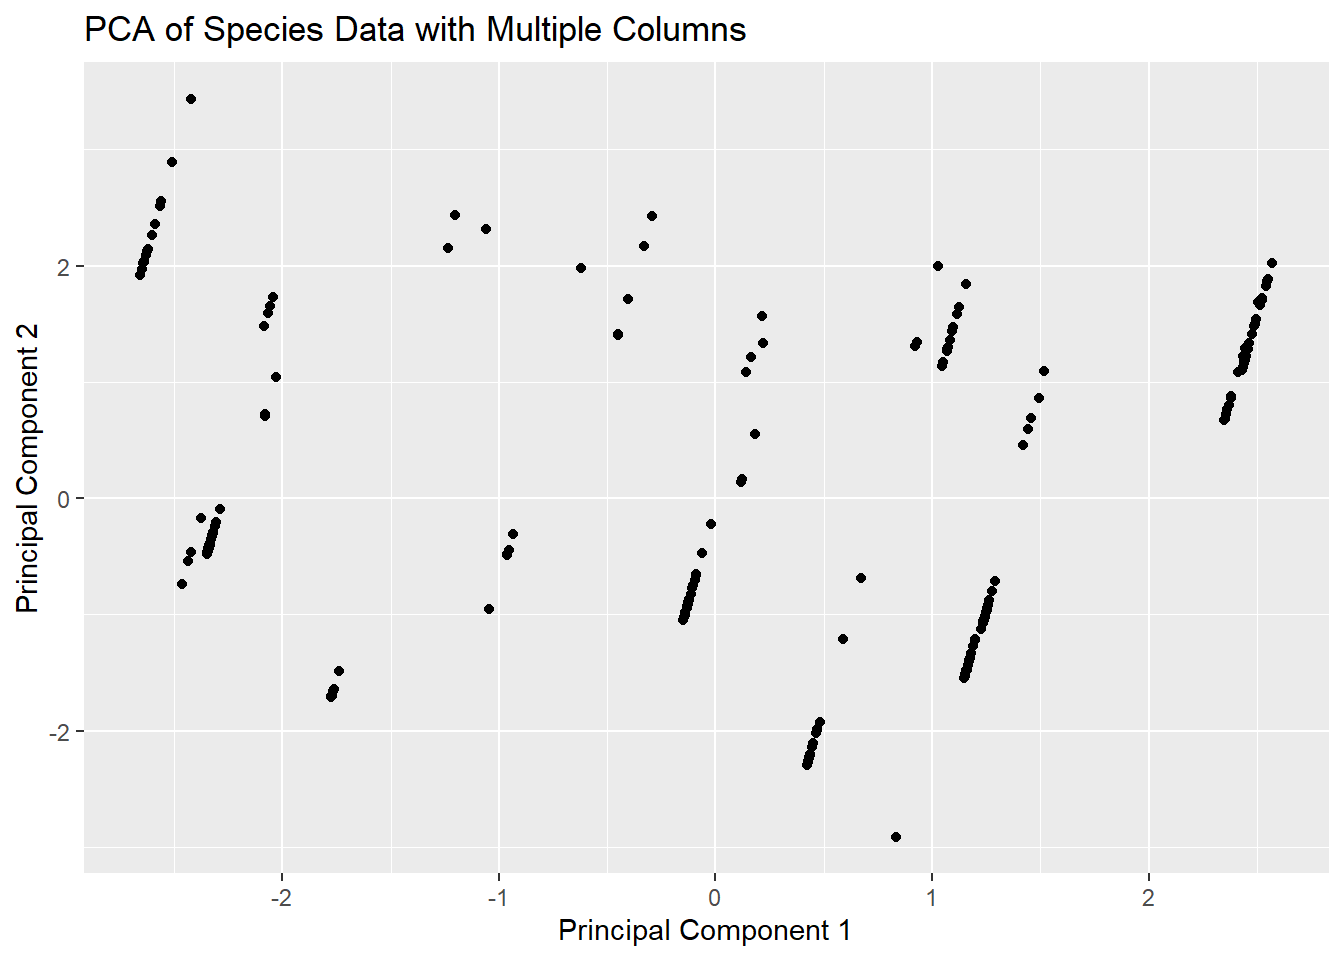 PCA of Species Data with Multiple Columns
Principal Component 2
2
0
-2
-2
-1
0
1
2
Principal Component 1